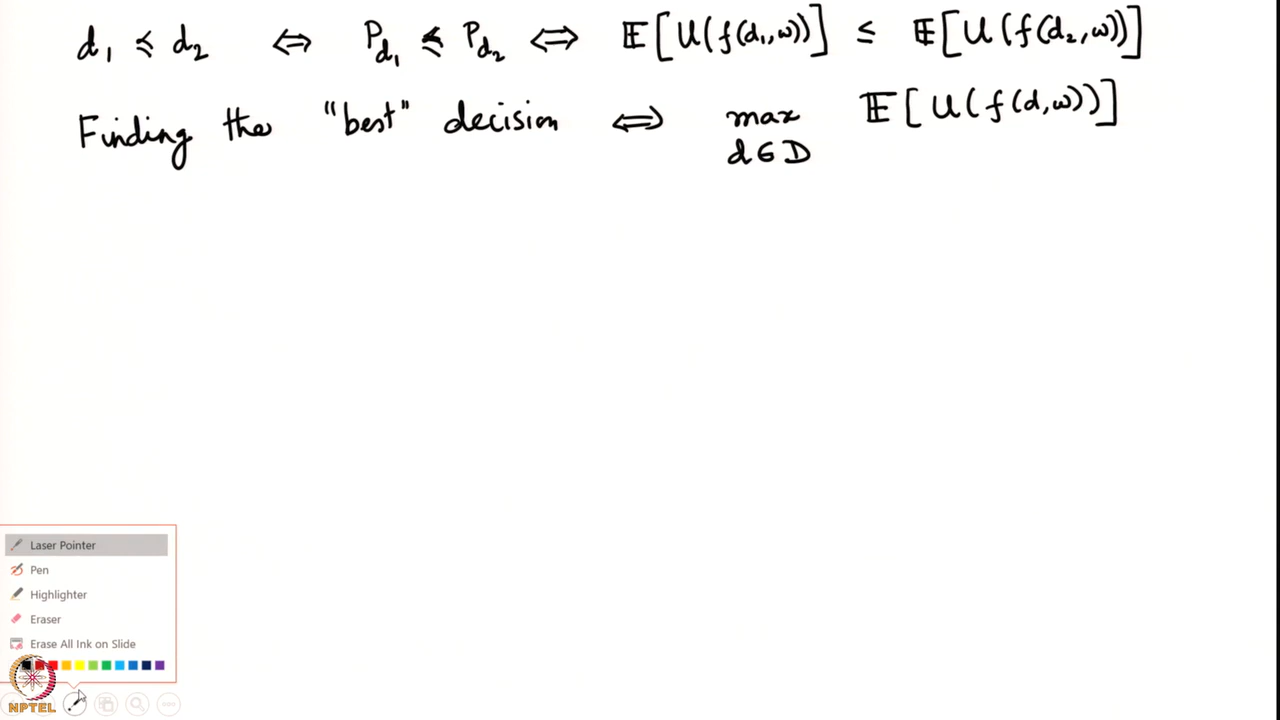 d₁ ≼ d₂ ⇔ P_{d₁} ≼ P_{d₂} ⇔ 𝔼[U(f(d₁,ω))] ≤ 𝔼[U(f(d₂,ω))]
Finding the "best" decision ⇔ max 𝔼[U(f(d,ω))]
d∈D
Laser Pointer
Pen
Highlighter
Eraser
Erase All Ink on Slide
NPTEL